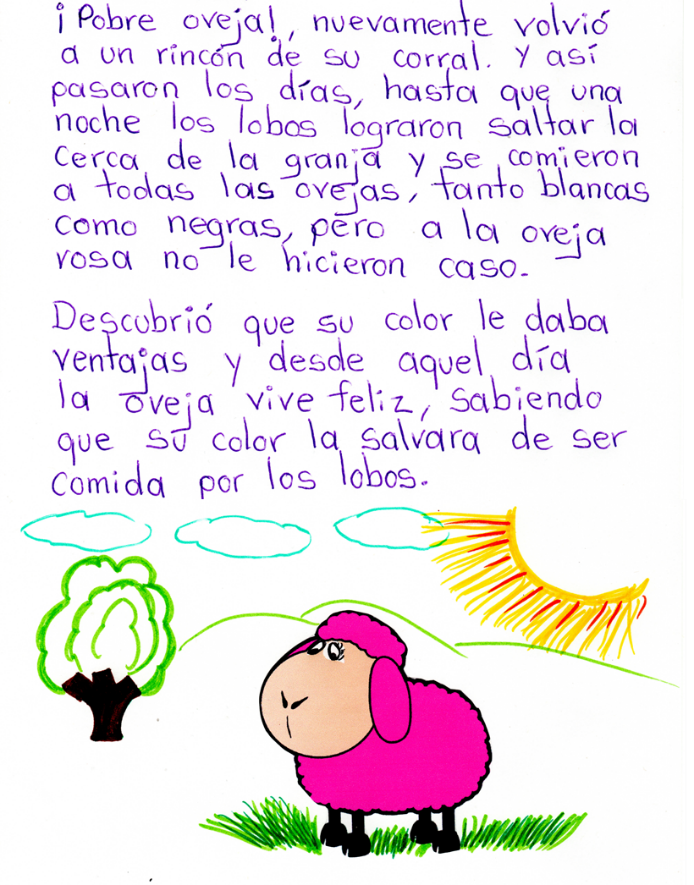 ¡Pobre oveja!, nuevamente volvió
a un rincón de su corral. Y así
pasaron los días, hasta que una
noche los lobos lograron saltar la
cerca de la granja y se comieron
a todas las ovejas, tanto blancas
como negras, pero a la oveja
rosa no le hicieron caso.
Descubrió que su color le daba
ventajas y desde aquel día
la oveja vive feliz, sabiendo
que su color la salvara de ser
comida por los lobos.